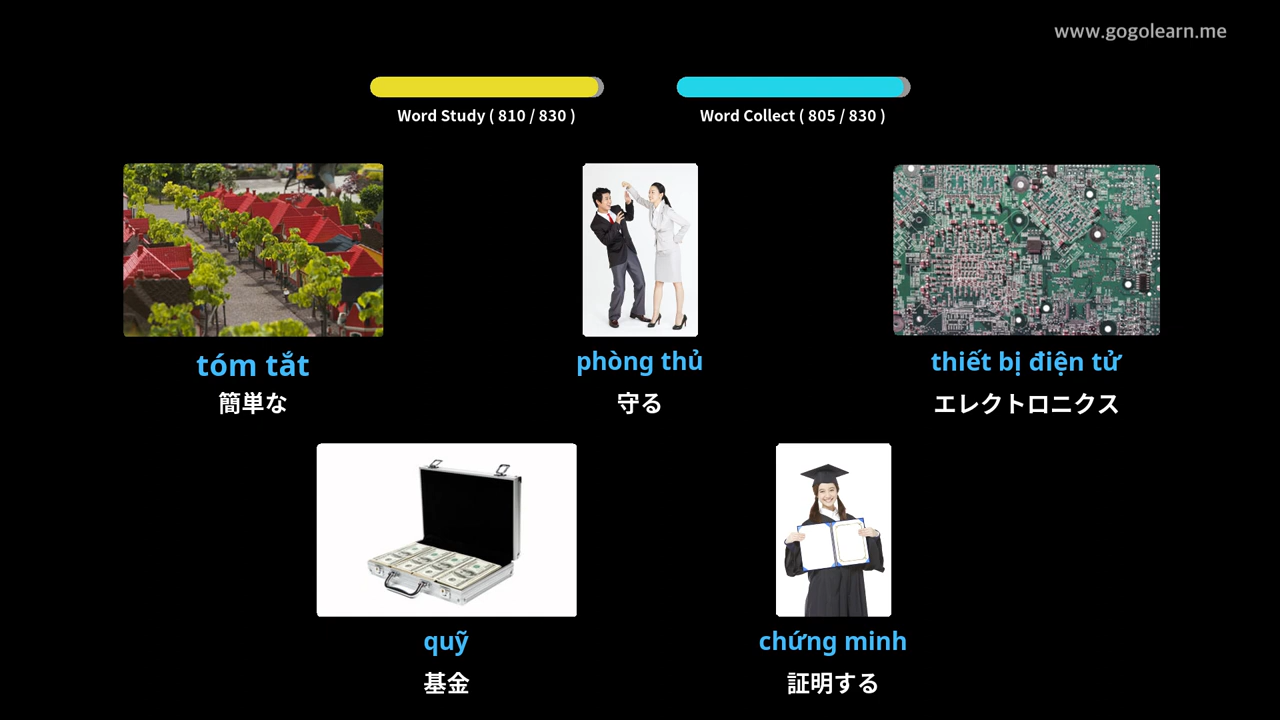 www.gogolearn.me
Word Study ( 810 / 830 )
Word Collect ( 805 / 830 )
tóm tắt
簡単な
phòng thủ
守る
thiết bị điện tử
エレクトロニクス
quỹ
基金
chứng minh
証明する